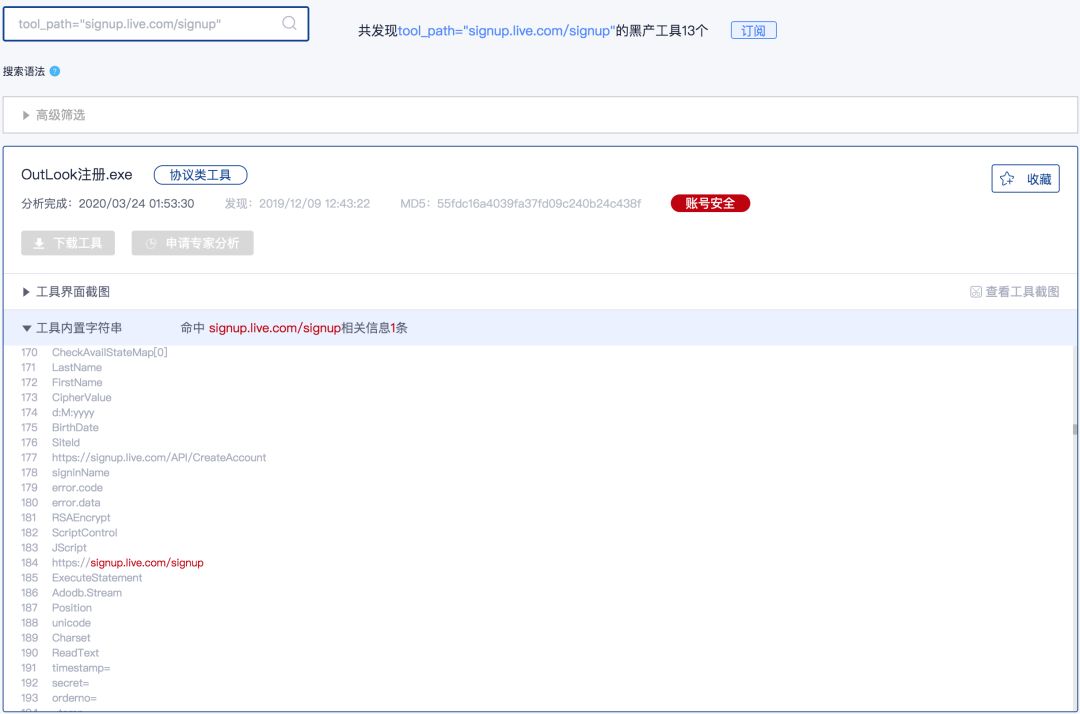 tool_path="signup.live.com/signup"
共发现tool_path="signup.live.com/signup"的黑产工具13个 订阅
搜索语法 ?
高级筛选
OutLook注册.exe 协议类工具 收藏
分析完成：2020/03/24 01:53:30 发现：2019/12/09 12:43:22 MD5：55fdc16a4039fa37fd09c240b24c438f 账号安全
下载工具 申请专家分析
工具界面截图 查看工具截图
工具内置字符串 命中 signup.live.com/signup相关信息1条
170 CheckAvailStateMap[0]
171 LastName
172 FirstName
173 CipherValue
174 d:M:yyyy
175 BirthDate
176 SiteId
177 https://signup.live.com/API/CreateAccount
178 signInName
179 error.code
180 error.data
181 RSAEncrypt
182 ScriptControl
183 JScript
184 https://signup.live.com/signup
185 ExecuteStatement
186 Adodb.Stream
187 Position
188 unicode
189 Charset
190 ReadText
191 timestamp=
192 secret=
193 orderno=